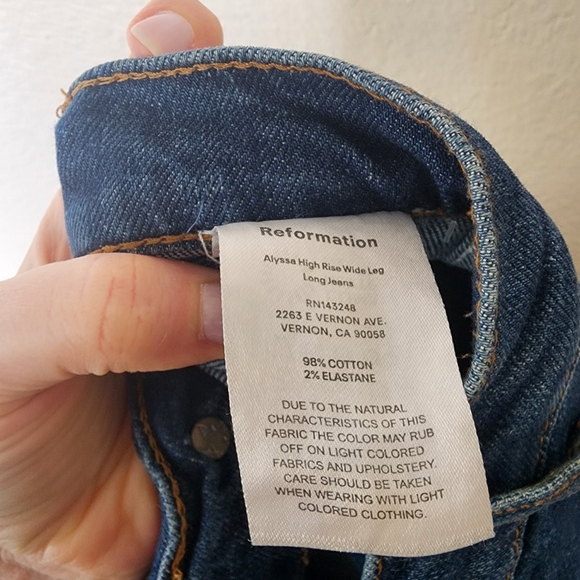 Reformation
Alyssa High Rise Wide Leg
Long Jeans
RN143248
2263 E VERNON AVE.
VERNON, CA 90058
98% COTTON
2% ELASTANE
DUE TO THE NATURAL
CHARACTERISTICS OF THIS
FABRIC THE COLOR MAY RUB
OFF ON LIGHT COLORED
FABRICS AND UPHOLSTERY.
CARE SHOULD BE TAKEN
WHEN WEARING WITH LIGHT
COLORED CLOTHING.